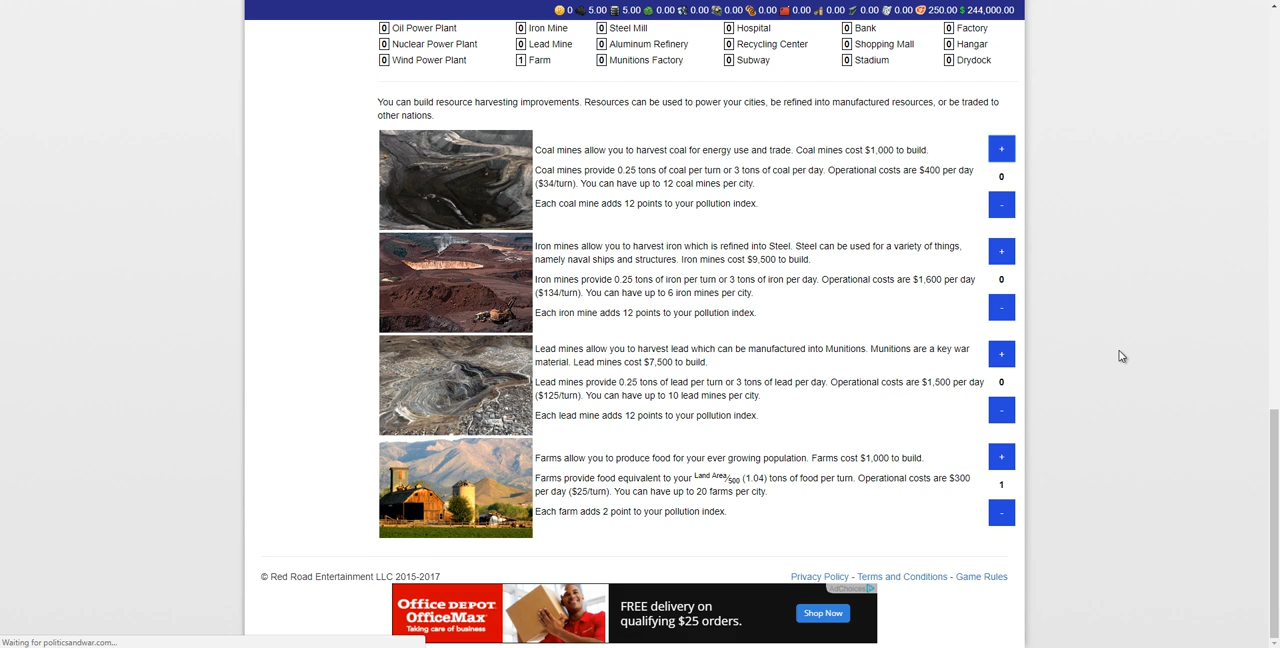 0 5.00 5.00 0.00 0.00 0.00 0.00 0.00 0.00 0.00 0.00 250.00 $ 244,000.00
0 Oil Power Plant 0 Iron Mine 0 Steel Mill 0 Hospital 0 Bank 0 Factory
0 Nuclear Power Plant 0 Lead Mine 0 Aluminum Refinery 0 Recycling Center 0 Shopping Mall 0 Hangar
0 Wind Power Plant 1 Farm 0 Munitions Factory 0 Subway 0 Stadium 0 Drydock
You can build resource harvesting improvements. Resources can be used to power your cities, be refined into manufactured resources, or be traded to
other nations.
Coal mines allow you to harvest coal for energy use and trade. Coal mines cost $1,000 to build.
+
Coal mines provide 0.25 tons of coal per turn or 3 tons of coal per day. Operational costs are $400 per day
($34/turn). You can have up to 12 coal mines per city.
0
Each coal mine adds 12 points to your pollution index.
-
Iron mines allow you to harvest iron which is refined into Steel. Steel can be used for a variety of things,
namely naval ships and structures. Iron mines cost $9,500 to build.
+
Iron mines provide 0.25 tons of iron per turn or 3 tons of iron per day. Operational costs are $1,600 per day
($134/turn). You can have up to 6 iron mines per city.
0
Each iron mine adds 12 points to your pollution index.
-
Lead mines allow you to harvest lead which can be manufactured into Munitions. Munitions are a key war
material. Lead mines cost $7,500 to build.
+
Lead mines provide 0.25 tons of lead per turn or 3 tons of lead per day. Operational costs are $1,500 per day
($125/turn). You can have up to 10 lead mines per city.
0
Each lead mine adds 12 points to your pollution index.
-
Farms allow you to produce food for your ever growing population. Farms cost $1,000 to build.
+
Farms provide food equivalent to your Land Area/500 (1.04) tons of food per turn. Operational costs are $300
per day ($25/turn). You can have up to 20 farms per city.
1
Each farm adds 2 point to your pollution index.
-
© Red Road Entertainment LLC 2015-2017 Privacy Policy - Terms and Conditions - Game Rules
AdChoices
Office DEPOT
OfficeMax
Taking care of business
FREE delivery on
qualifying $25 orders.
Shop Now
Waiting for politicsandwar.com...